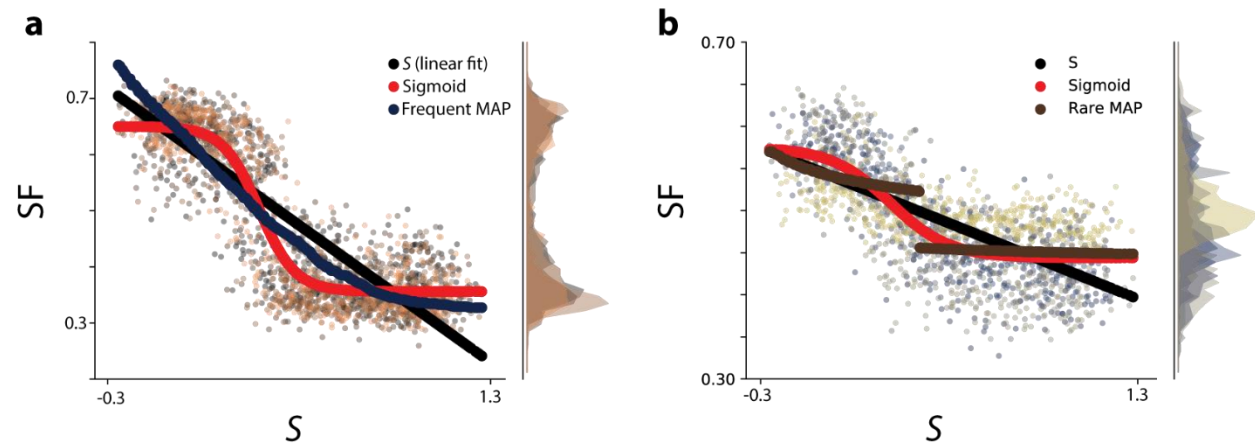 a
S (linear fit)
Sigmoid
Frequent MAP
0.7
SF
0.3
-0.3
1.3
S
b
0.70
S
Sigmoid
Rare MAP
SF
0.30
-0.3
1.3
S